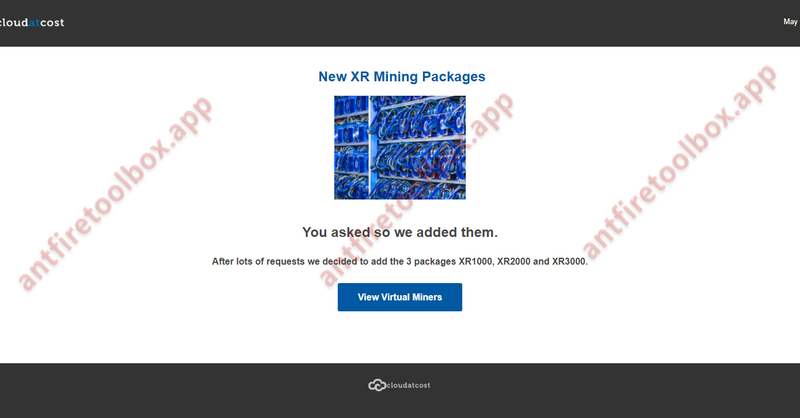 cloudatcost
May
New XR Mining Packages
antfiretoolbox.app
antfiretoolbox.app
antfiretoolbox.app
You asked so we added them.
After lots of requests we decided to add the 3 packages XR1000, XR2000 and XR3000.
View Virtual Miners
cloudatcost